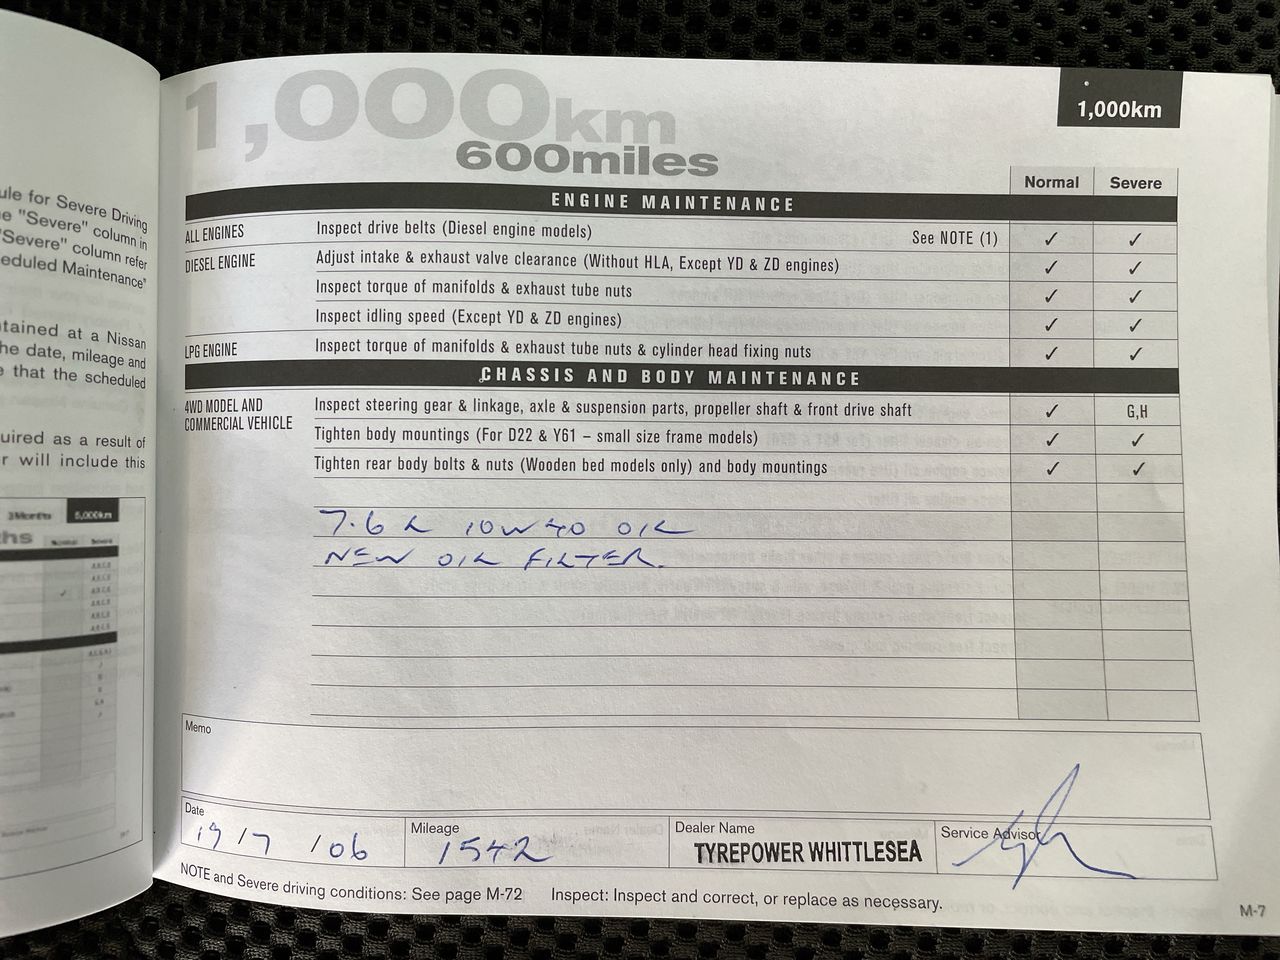 ule for Severe Driving
e "Severe" column in
"Severe" column refer
eduled Maintenance"
tained at a Nissan
he date, mileage and
e that the scheduled
uired as a result of
r will include this
5,000km
1,000km
600miles
1,000km
Normal Severe
ENGINE MAINTENANCE
ALL ENGINES Inspect drive belts (Diesel engine models) See NOTE (1) ✓ ✓
DIESEL ENGINE Adjust intake & exhaust valve clearance (Without HLA, Except YD & ZD engines) ✓ ✓
Inspect torque of manifolds & exhaust tube nuts ✓ ✓
Inspect idling speed (Except YD & ZD engines) ✓ ✓
LPG ENGINE Inspect torque of manifolds & exhaust tube nuts & cylinder head fixing nuts ✓ ✓
CHASSIS AND BODY MAINTENANCE
4WD MODEL AND COMMERCIAL VEHICLE Inspect steering gear & linkage, axle & suspension parts, propeller shaft & front drive shaft ✓ G,H
Tighten body mountings (For D22 & Y61 – small size frame models) ✓ ✓
Tighten rear body bolts & nuts (Wooden bed models only) and body mountings ✓ ✓
7.6 L 10W40 OIL
NEW OIL FILTER.
Memo
Date Mileage Dealer Name Service Advisor
19/7/06 1542 TYREPOWER WHITTLESEA
NOTE and Severe driving conditions: See page M-72 Inspect: Inspect and correct, or replace as necessary.
M-7